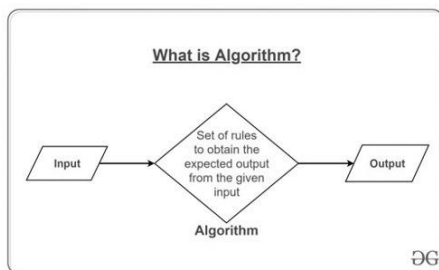 What is Algorithm?
Input
Set of rules
to obtain the
expected output
from the given
input
Output
Algorithm
GG